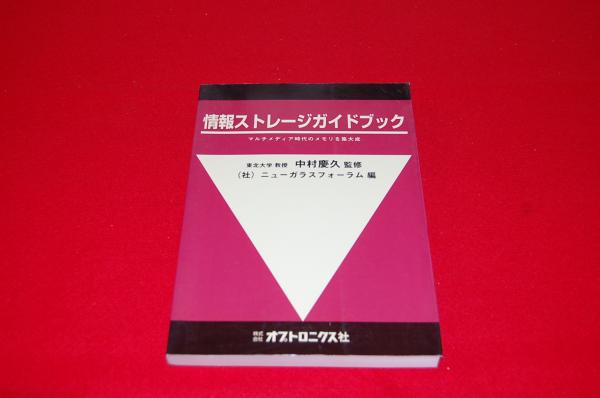 情報ストレージガイドブック
マルチメディア時代のメモリを集大成
東北大学 教授 中村慶久 監修
（社）ニューガラスフォーラム 編
株式会社 オプトロニクス社